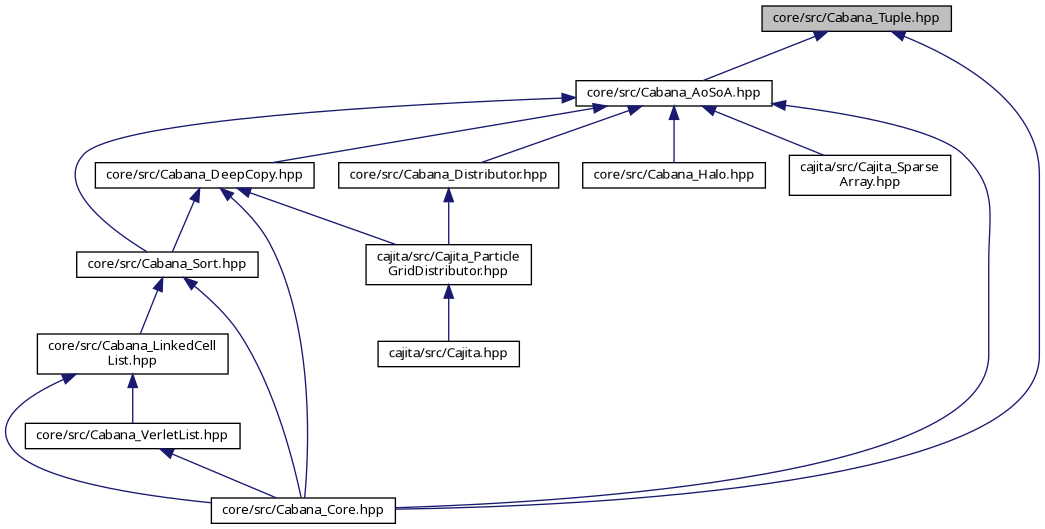 core/src/Cabana_Tuple.hpp
core/src/Cabana_AoSoA.hpp
core/src/Cabana_DeepCopy.hpp
core/src/Cabana_Distributor.hpp
core/src/Cabana_Halo.hpp
cajita/src/Cajita_Sparse
Array.hpp
core/src/Cabana_Sort.hpp
cajita/src/Cajita_Particle
GridDistributor.hpp
core/src/Cabana_LinkedCell
List.hpp
cajita/src/Cajita.hpp
core/src/Cabana_VerletList.hpp
core/src/Cabana_Core.hpp